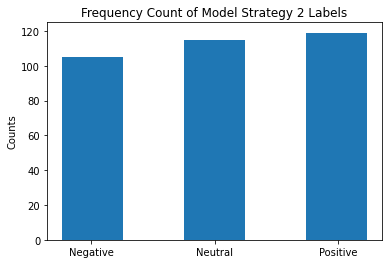 Frequency Count of Model Strategy 2 Labels
120
100
80
60
40
20
0
Counts
Negative Neutral Positive